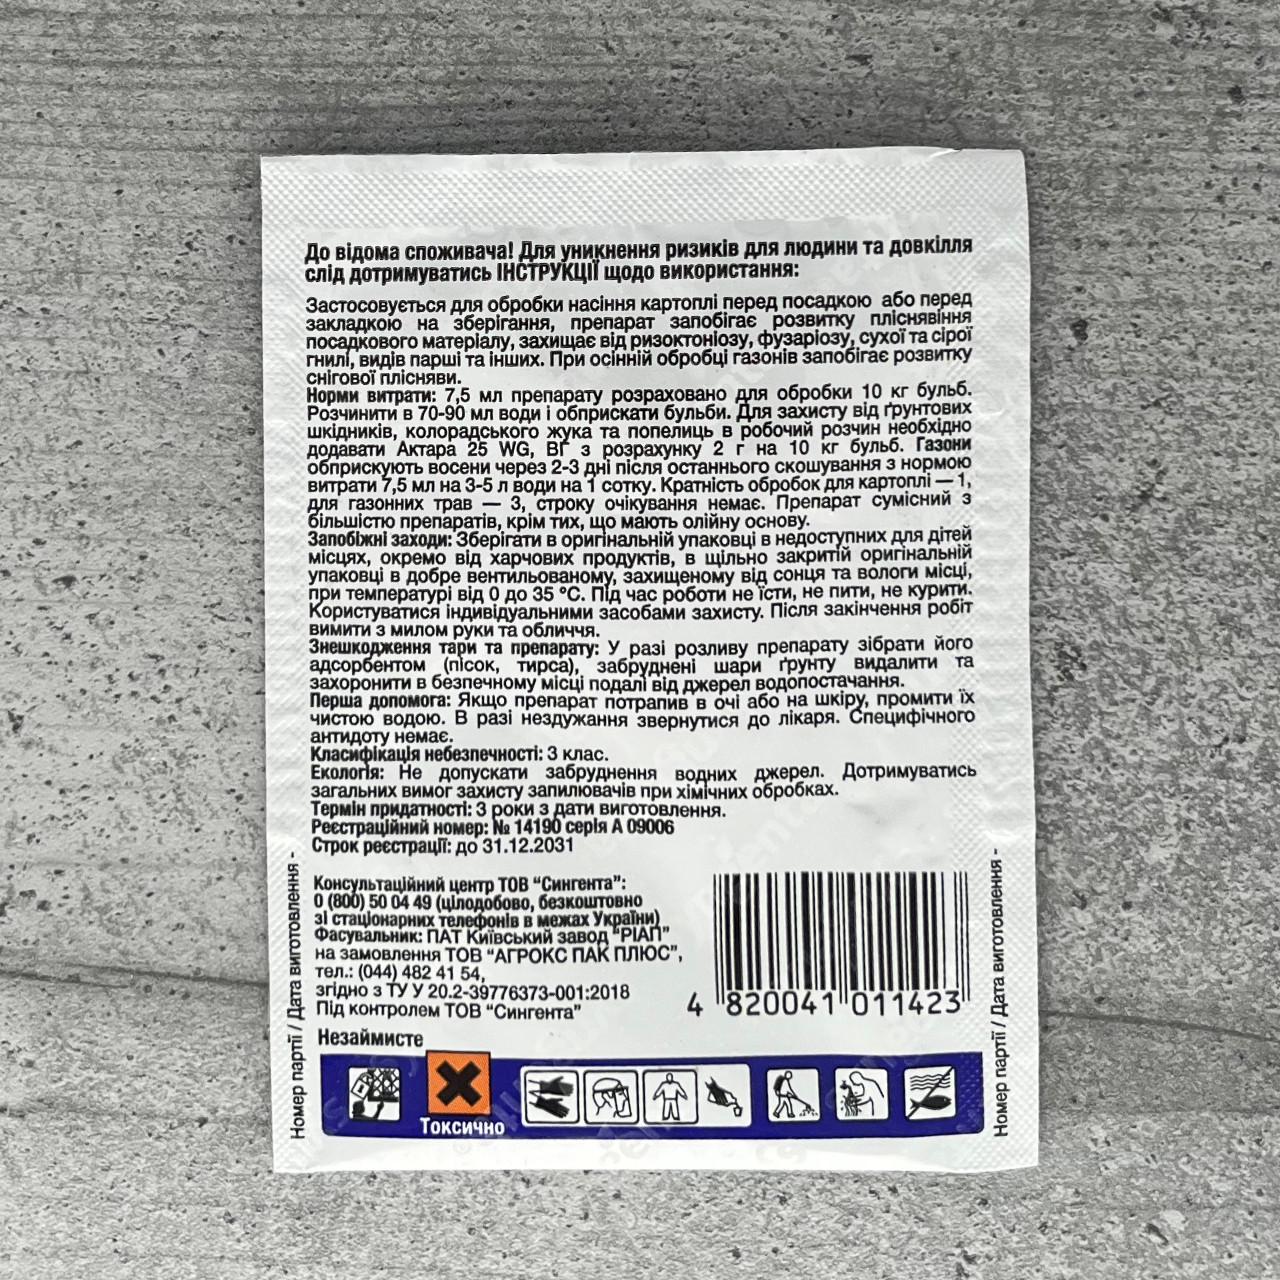 До відома споживача! Для уникнення ризиків для людини та довкілля
слід дотримуватись ІНСТРУКЦІЇ щодо використання:
Застосовується для обробки насіння картоплі перед посадкою або перед
закладкою на зберігання, препарат запобігає розвитку пліснявіння
посадкового матеріалу, захищає від ризоктоніозу, фузаріозу, сухої та сірої
гнилі, видів парші та інших. При осінній обробці газонів запобігає розвитку
снігової плісняви.
Норми витрати: 7,5 мл препарату розраховано для обробки 10 кг бульб.
Розчинити в 70-90 мл води і обприскати бульби. Для захисту від ґрунтових
шкідників, колорадського жука та попелиць в робочий розчин необхідно
додавати Актара 25 WG, ВГ з розрахунку 2 г на 10 кг бульб. Газони
обприскують восени через 2-3 дні після останнього скошування з нормою
витрати 7,5 мл на 3-5 л води на 1 сотку. Кратність обробок для картоплі — 1,
для газонних трав — 3, строку очікування немає. Препарат сумісний з
більшістю препаратів, крім тих, що мають олійну основу.
Запобіжні заходи: Зберігати в оригінальній упаковці в недоступних для дітей
місцях, окремо від харчових продуктів, в щільно закритій оригінальній
упаковці в добре вентильованому, захищеному від сонця та вологи місці,
при температурі від 0 до 35 °С. Під час роботи не їсти, не пити, не курити.
Користуватися індивідуальними засобами захисту. Після закінчення робіт
вимити з милом руки та обличчя.
Знешкодження тари та препарату: У разі розливу препарату зібрати його
адсорбентом (пісок, тирса), забруднені шари ґрунту видалити та
захоронити в безпечному місці подалі від джерел водопостачання.
Перша допомога: Якщо препарат потрапив в очі або на шкіру, промити їх
чистою водою. В разі нездужання звернутися до лікаря. Специфічного
антидоту немає.
Класифікація небезпечності: 3 клас.
Екологія: Не допускати забруднення водних джерел. Дотримуватись
загальних вимог захисту запилювачів при хімічних обробках.
Термін придатності: 3 роки з дати виготовлення.
Реєстраційний номер: № 14190 серія А 09006
Строк реєстрації: до 31.12.2031
Консультаційний центр ТОВ “Сингента”:
0 (800) 50 04 49 (цілодобово, безкоштовно
зі стаціонарних телефонів в межах України)
Фасувальник: ПАТ Київський завод “РІАП”
на замовлення ТОВ “АГРОКС ПАК ПЛЮС”,
тел.: (044) 482 41 54,
згідно з ТУ У 20.2-39776373-001:2018
Під контролем ТОВ “Сингента”
4 820041 011423
Незаймисте
Токсично
Номер партії / Дата виготовлення -
Номер партії / Дата виготовлення -